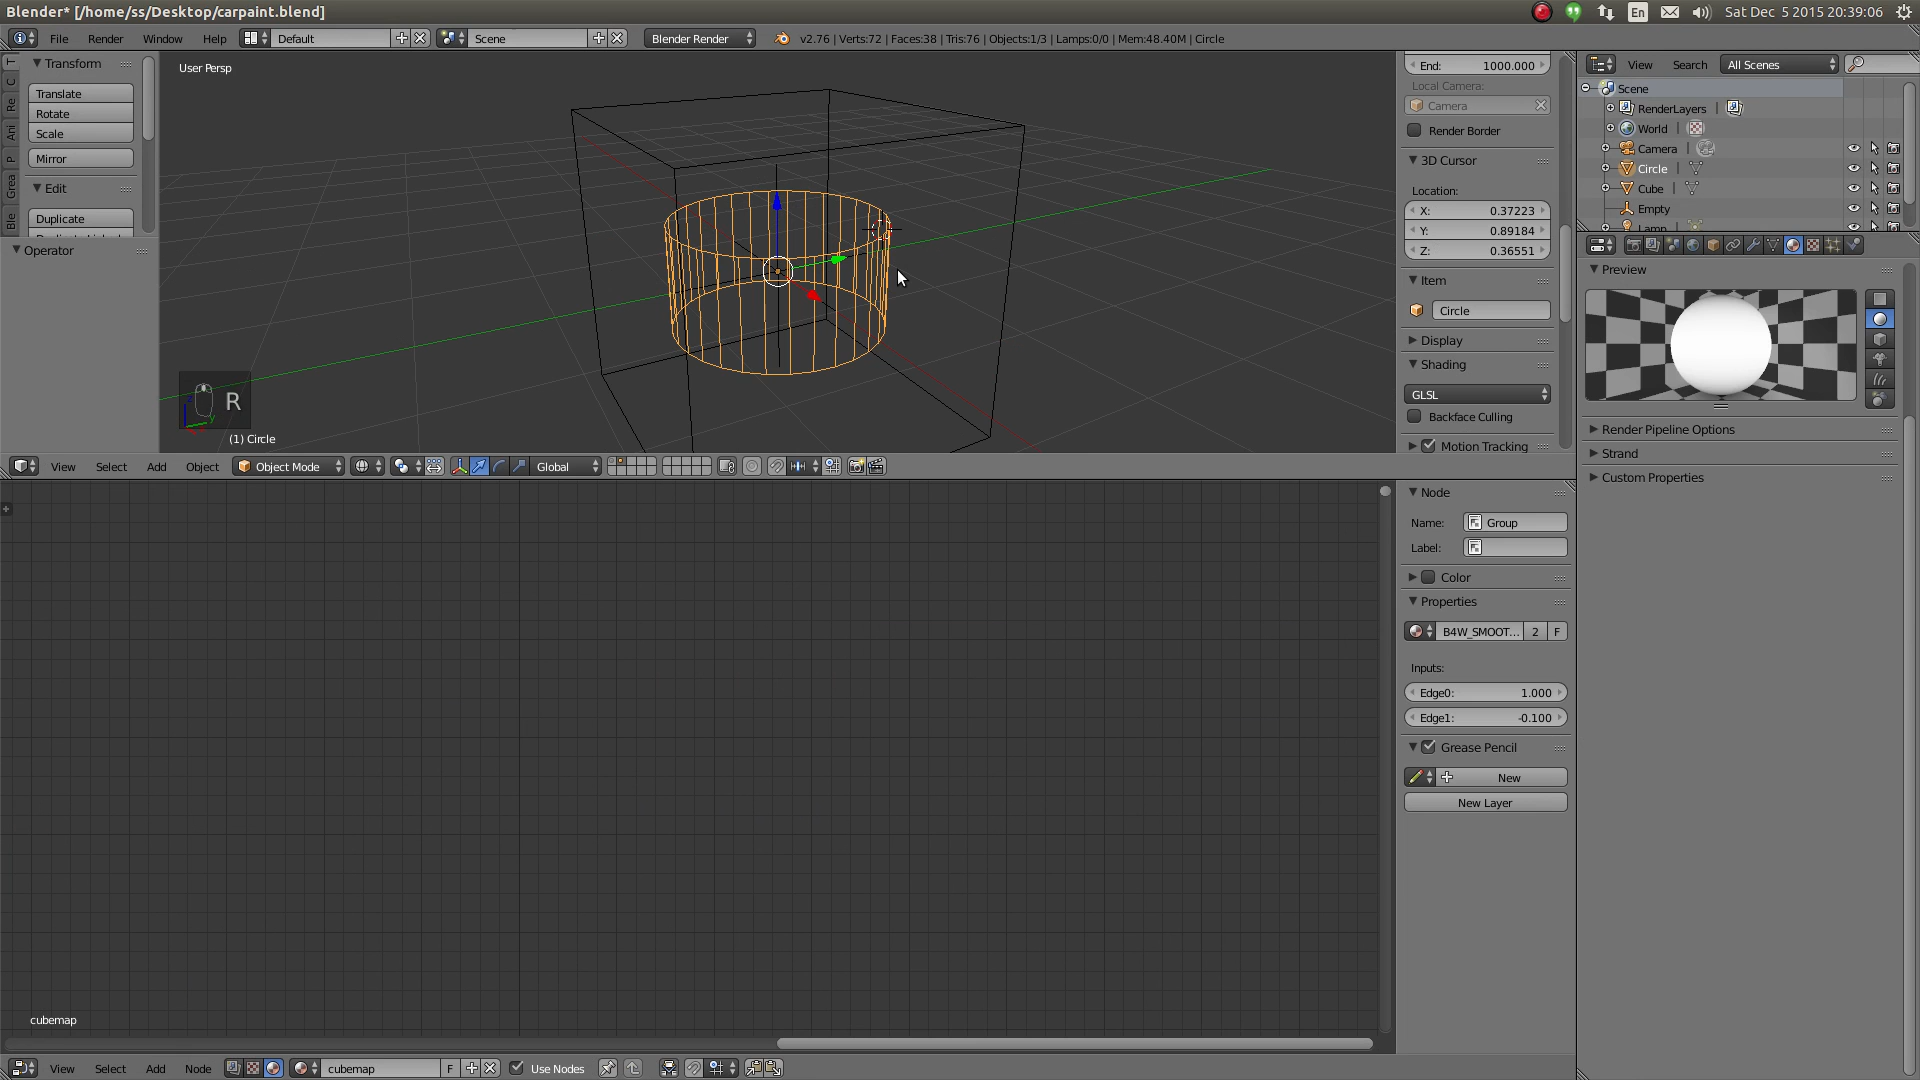 Blender* [/home/ss/Desktop/carpaint.blend]
En
Sat Dec 5 2015 20:39:06
File
Render
Window
Help
Default
Scene
Blender Render
v2.76 | Verts:72 | Faces:38 | Tris:76 | Objects:1/3 | Lamps:0/0 | Mem:48.40M | Circle
T
C
Re
Ani
P
Grea
Ble
Transform
Translate
Rotate
Scale
Mirror
Edit
Duplicate
Operator
User Persp
R
(1) Circle
End: 1000.000
Local Camera:
Camera
Render Border
3D Cursor
Location:
X: 0.37223
Y: 0.89184
Z: 0.36551
Item
Circle
Display
Shading
GLSL
Backface Culling
Motion Tracking
View
Search
All Scenes
Scene
RenderLayers |
World |
Camera |
Circle |
Cube |
Empty
Lamp
Preview
Render Pipeline Options
Strand
Custom Properties
View
Select
Add
Object
Object Mode
Global
Node
Name: Group
Label:
Color
Properties
B4W_SMOOT...
2
F
Inputs:
Edge0: 1.000
Edge1: -0.100
Grease Pencil
New
New Layer
cubemap
View
Select
Add
Node
cubemap
F
Use Nodes